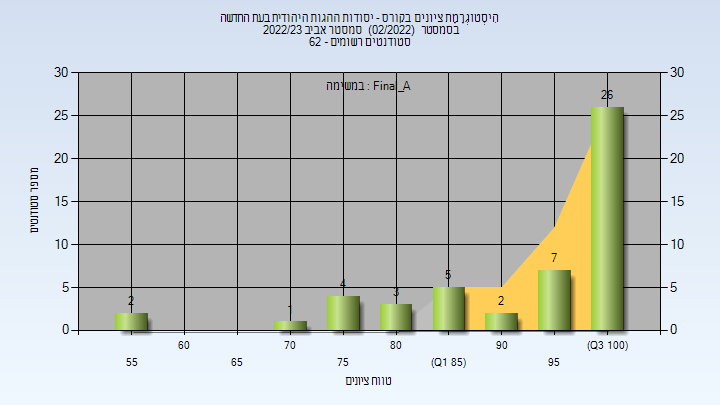 היסטוגרמת ציונים בקורס - יסודות ההגות היהודית בעת החדשה
בסמסטר (02/2022) סמסטר אביב 2022/23
סטודנטים רשומים - 62
במשימה : Final_A
מספר סטודנטים
30 30
25 25
20 20
15 15
10 10
5 5
0 0
2 1 4 3 5 2 7 26
60 70 80 90 (Q3 100)
55 65 75 (Q1 85) 95
טווח ציונים